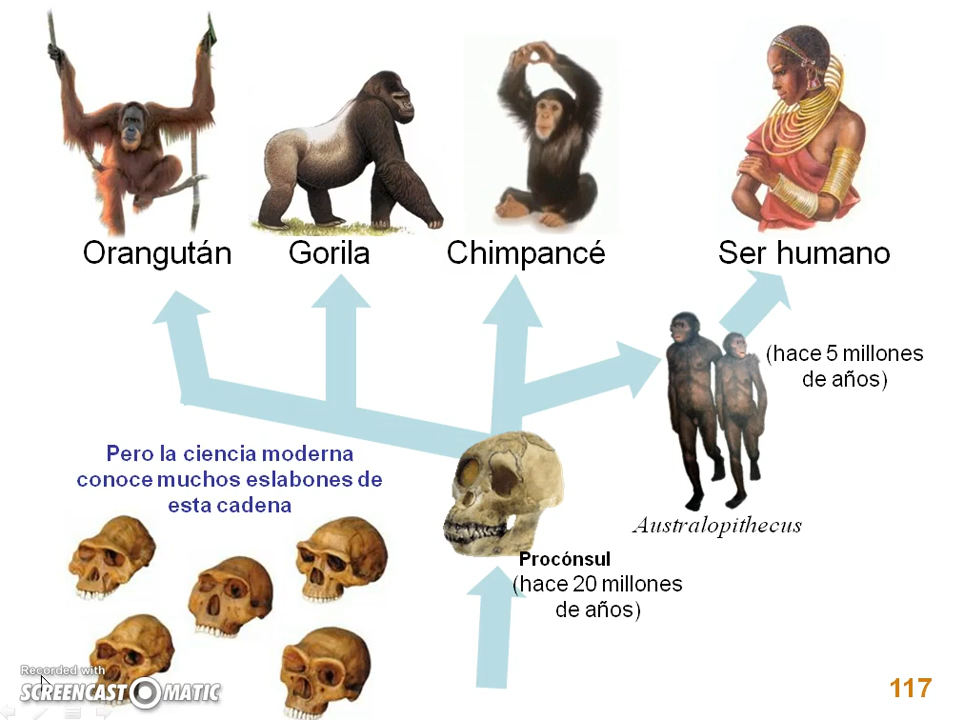 Orangután
Gorila
Chimpancé
Ser humano
(hace 5 millones
de años)
Pero la ciencia moderna
conoce muchos eslabones de
esta cadena
Australopithecus
Procónsul
(hace 20 millones
de años)
Recorded with
SCREENCAST-O-MATIC
117